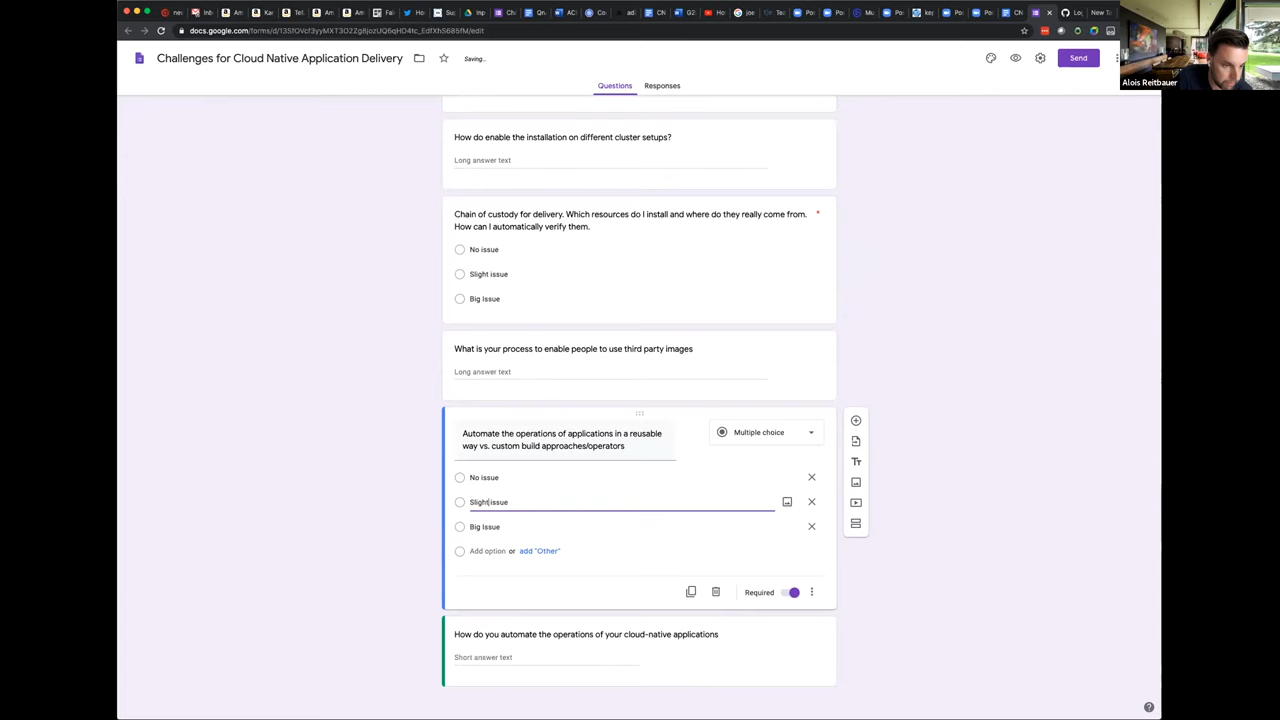 docs.google.com/forms/d/
Challenges for Cloud Native Application Delivery
Saving...
Send
Alois Reitbauer
Questions
Responses
How do enable the installation on different cluster setups?
Long answer text
Chain of custody for delivery. Which resources do I install and where do they really come from. *
How can I automatically verify them.
No issue
Slight issue
Big Issue
What is your process to enable people to use third party images
Long answer text
Automate the operations of applications in a reusable
way vs. custom build approaches/operators
Multiple choice
No issue
Slight issue
Big Issue
Add option or add "Other"
Required
How do you automate the operations of your cloud-native applications
Short answer text